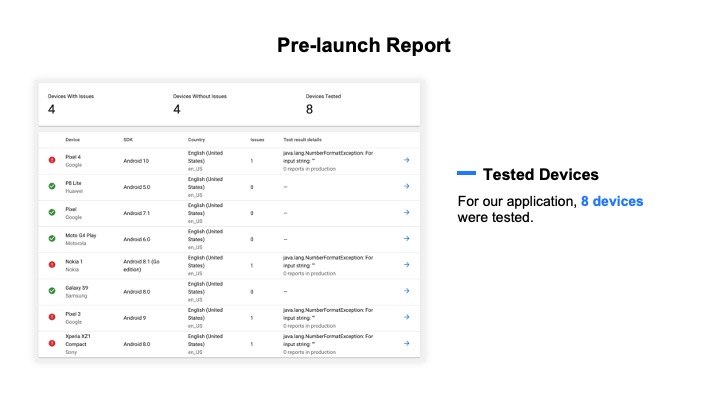 Pre-launch Report
Devices With Issues
Devices Without Issues
Devices Tested
4
4
8
Device SDK Country Issues Test result details
Pixel 4
Google
Android 10
English (United
States)
en_US
1
java.lang.NumberFormatException: For
input string: ""
0 reports in production
P8 Lite
Huawei
Android 5.0
English (United
States)
en_US
0
--
Pixel
Google
Android 7.1
English (United
States)
en_US
0
--
Moto G4 Play
Motorola
Android 6.0
English (United
States)
en_US
0
--
Nokia 1
Nokia
Android 8.1 (Go
edition)
English (United
States)
en_US
1
java.lang.NumberFormatException: For
input string: ""
0 reports in production
Galaxy S9
Samsung
Android 8.0
English (United
States)
en_US
0
--
Pixel 3
Google
Android 9
English (United
States)
en_US
1
java.lang.NumberFormatException: For
input string: ""
0 reports in production
Xperia XZ1
Compact
Sony
Android 8.0
English (United
States)
en_US
1
java.lang.NumberFormatException: For
input string: ""
0 reports in production
Tested Devices
For our application, 8 devices
were tested.